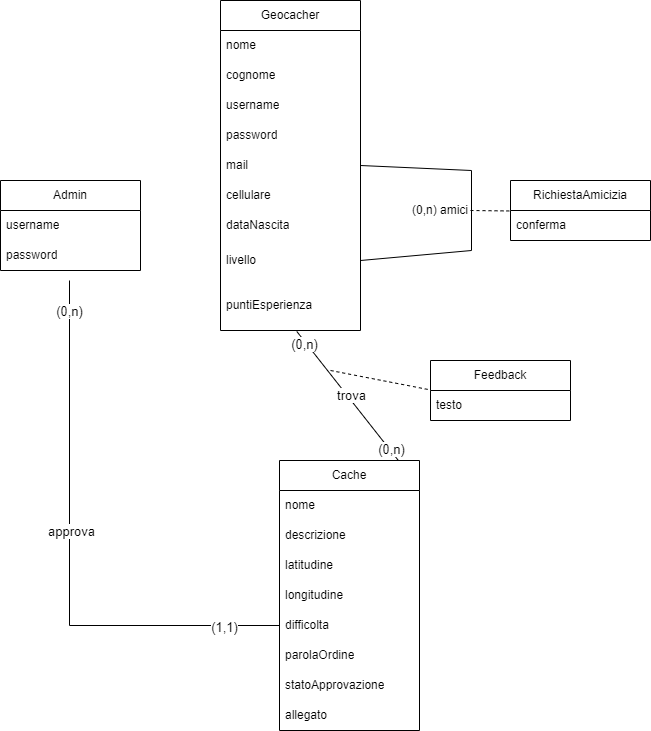 Geocacher
nome
cognome
username
password
mail
cellulare
dataNascita
livello
puntiEsperienza
Admin
username
password
(0,n) amici
RichiestaAmicizia
conferma
(0,n)
(0,n)
trova
Feedback
testo
(0,n)
approva
(1,1)
Cache
nome
descrizione
latitudine
longitudine
difficolta
parolaOrdine
statoApprovazione
allegato